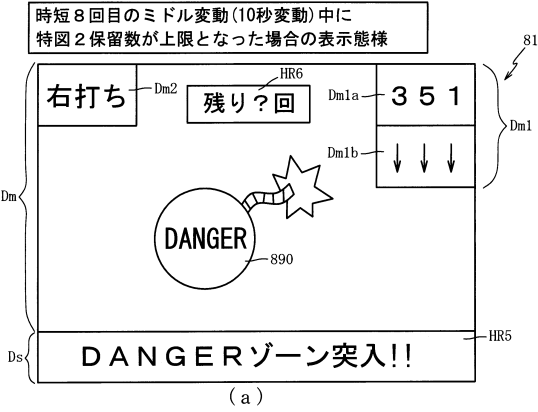 時短８回目のミドル変動(10秒変動)中に
特図２保留数が上限となった場合の表示態様
81
HR6
右打ち
Dm2
残り？回
Dm1a
３５１
Dm1
Dm1b
↓ ↓ ↓
Dm
DANGER
890
HR5
Ds
ＤＡＮＧＥＲゾーン突入!!
(a)